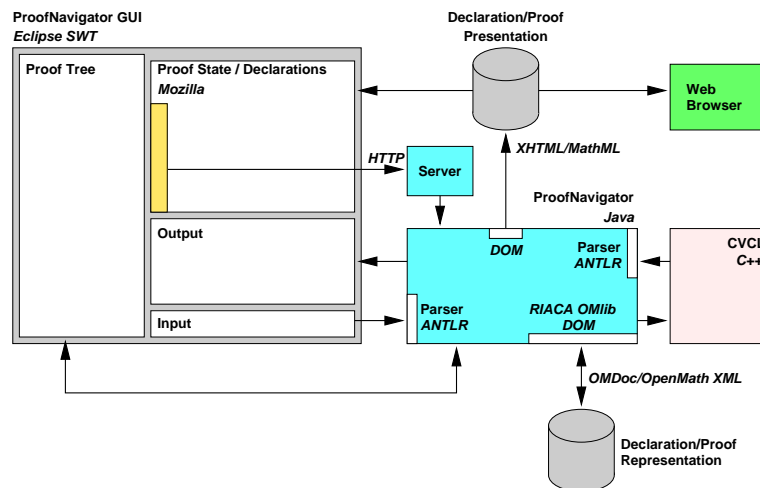 ProofNavigator GUI
Eclipse SWT
Declaration/Proof
Presentation
Proof Tree
Proof State / Declarations
Mozilla
Web
Browser
HTTP
XHTML/MathML
Server
ProofNavigator
Java
Output
DOM
Parser
ANTLR
CVCL
C++
Input
Parser
ANTLR
RIACA OMlib
DOM
OMDoc/OpenMath XML
Declaration/Proof
Representation